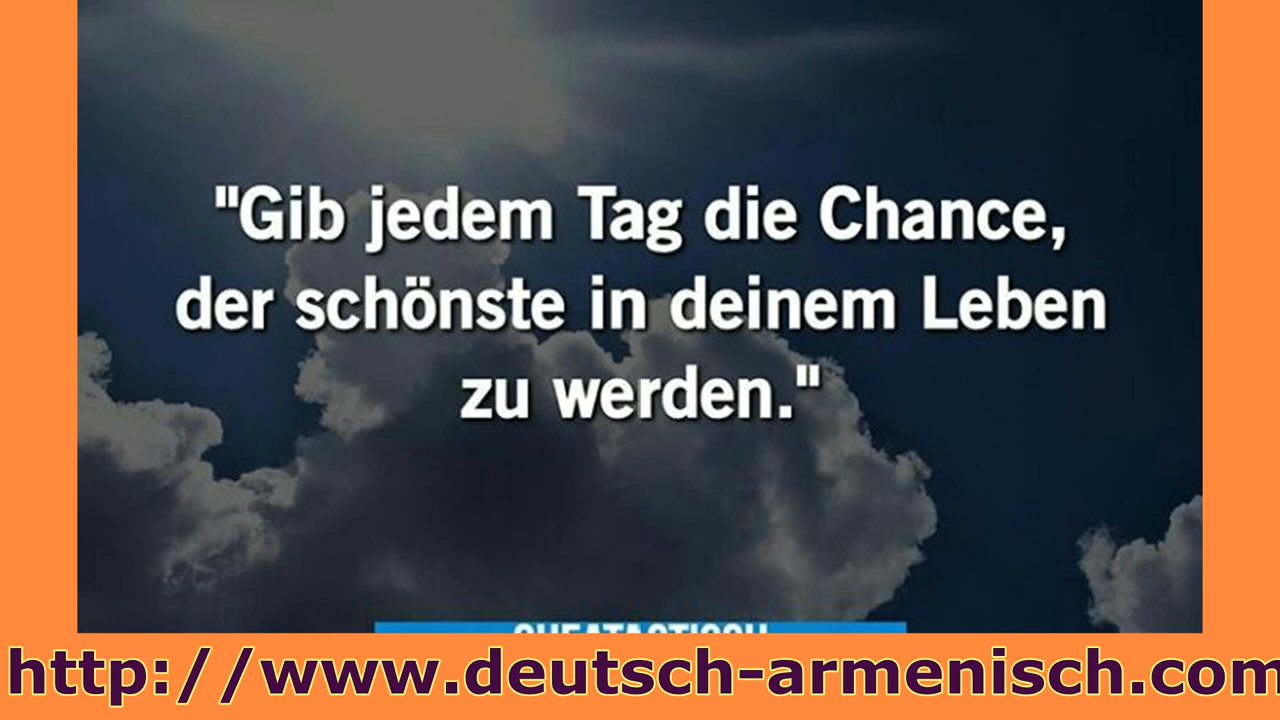 "Gib jedem Tag die Chance,
der schönste in deinem Leben
zu werden."
http://www.deutsch-armenisch.com